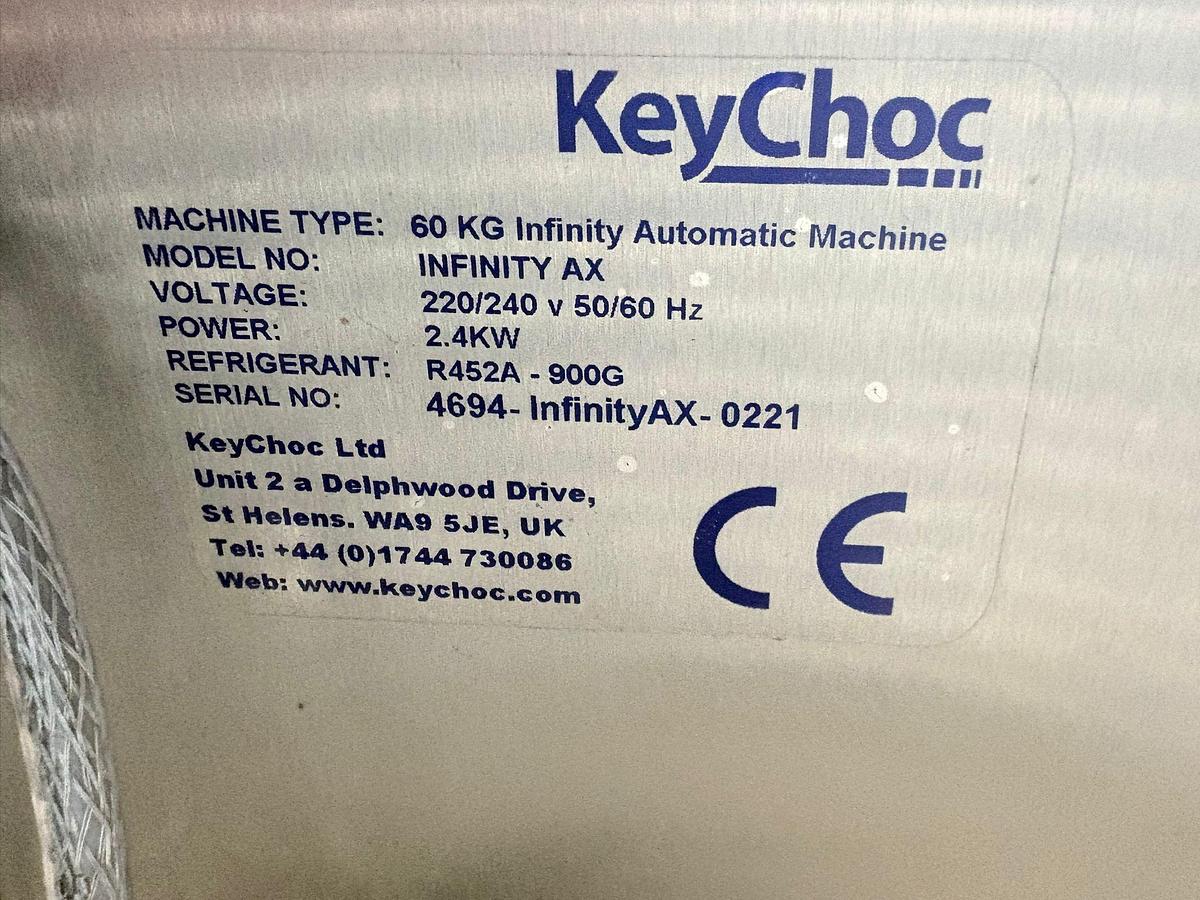 KeyChoc
MACHINE TYPE: 60 KG Infinity Automatic Machine
MODEL NO: INFINITY AX
VOLTAGE: 220/240 v 50/60 Hz
POWER: 2.4KW
REFRIGERANT: R452A - 900G
SERIAL NO: 4694- InfinityAX- 0221
KeyChoc Ltd
Unit 2 a Delphwood Drive,
St Helens. WA9 5JE, UK
Tel: +44 (0)1744 730086
Web: www.keychoc.com
CE